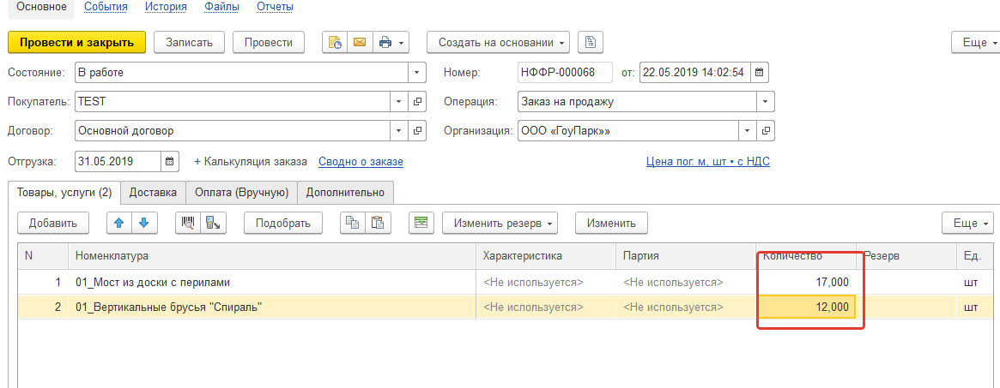 Основное События История Файлы Отчеты
Провести и закрыть Записать Провести Создать на основании Еще
Состояние: В работе Номер: НФФР-000068 от: 22.05.2019 14:02:54
Покупатель: TEST Операция: Заказ на продажу
Договор: Основной договор Организация: ООО «ГоуПарк»»
Отгрузка: 31.05.2019 + Калькуляция заказа Сводно о заказе Цена пог. м, шт • с НДС
Товары, услуги (2) Доставка Оплата (Вручную) Дополнительно
Добавить Подобрать Изменить резерв Изменить Еще
N Номенклатура Характеристика Партия Количество Резерв Ед.
1 01_Мост из доски с перилами <Не используется> <Не используется> 17,000 шт
2 01_Вертикальные брусья "Спираль" <Не используется> <Не используется> 12,000 шт